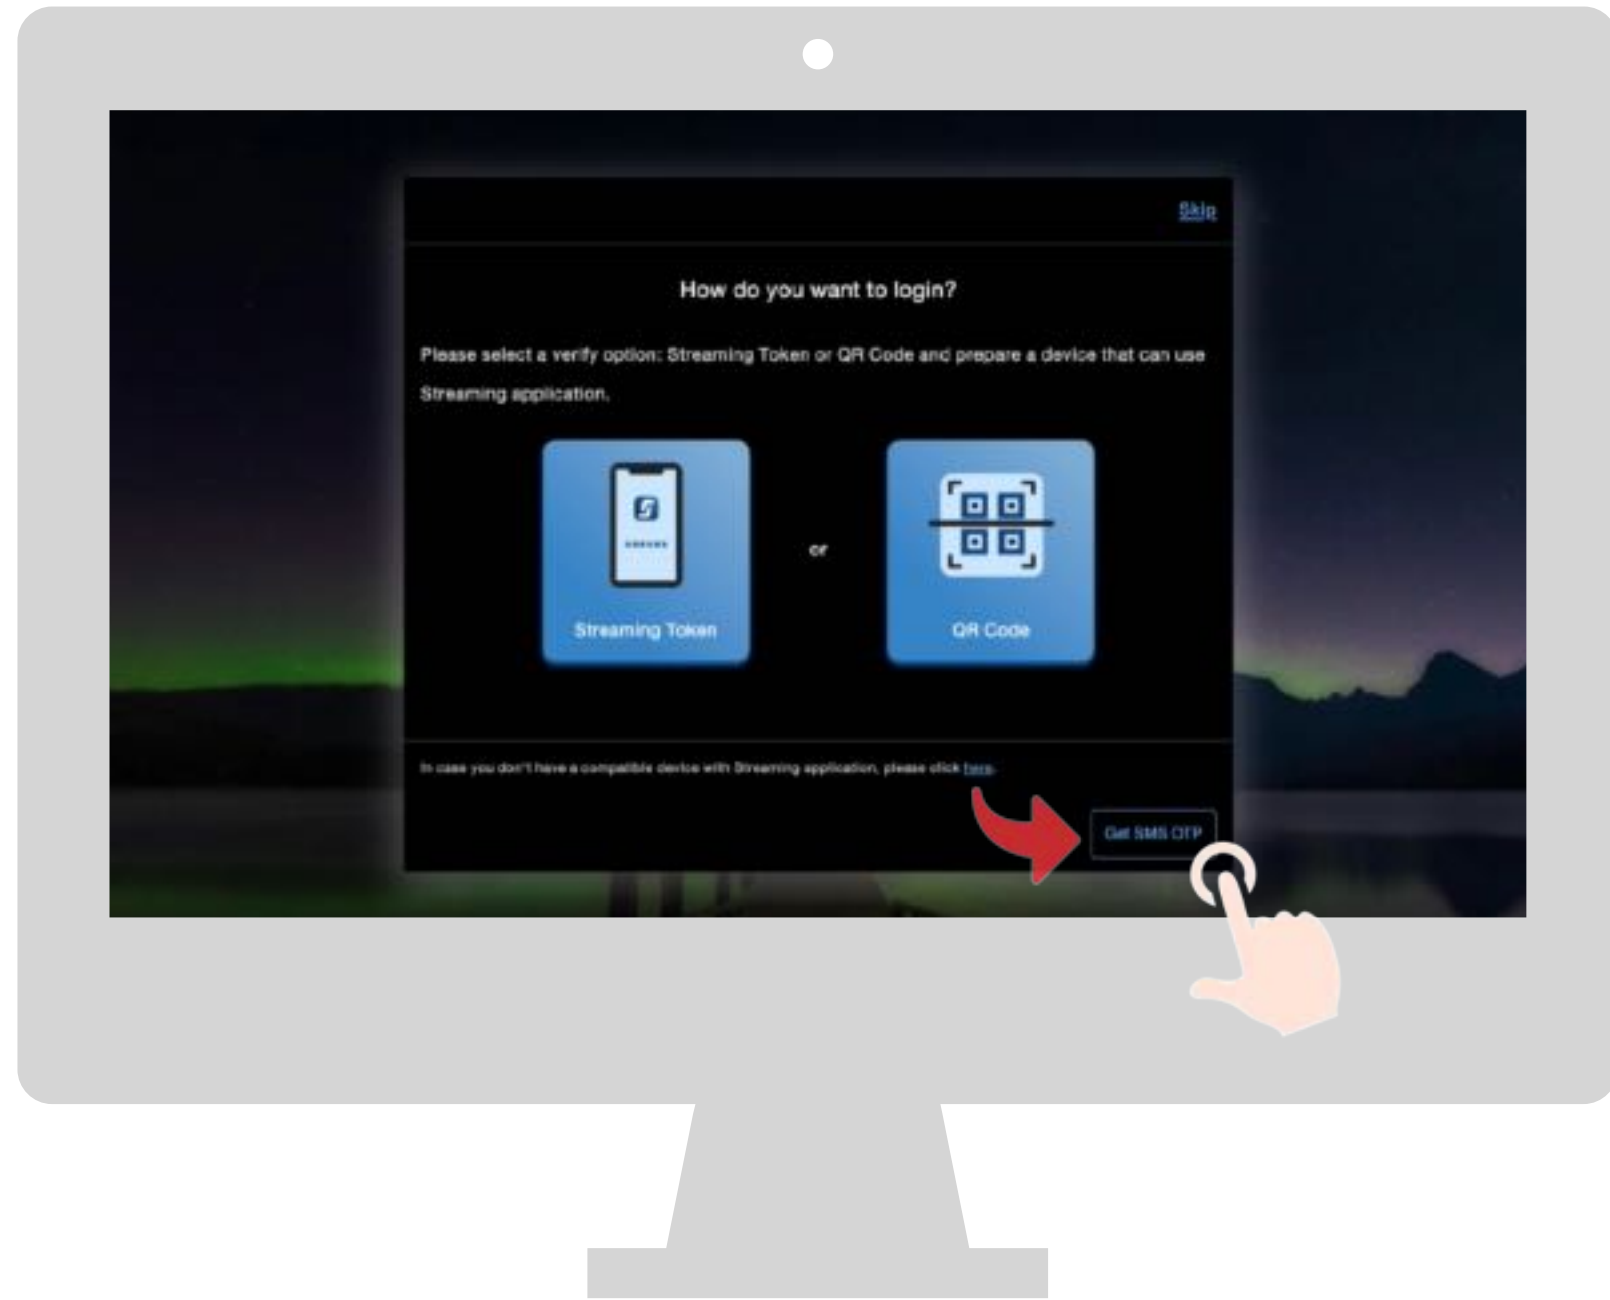 Skip
How do you want to login?
Please select a verify option: Streaming Token or QR Code and prepare a device that can use
Streaming application.
or
Streaming Token
QR Code
In case you don't have a compatible device with Streaming application, please click here.
Get SMS OTP